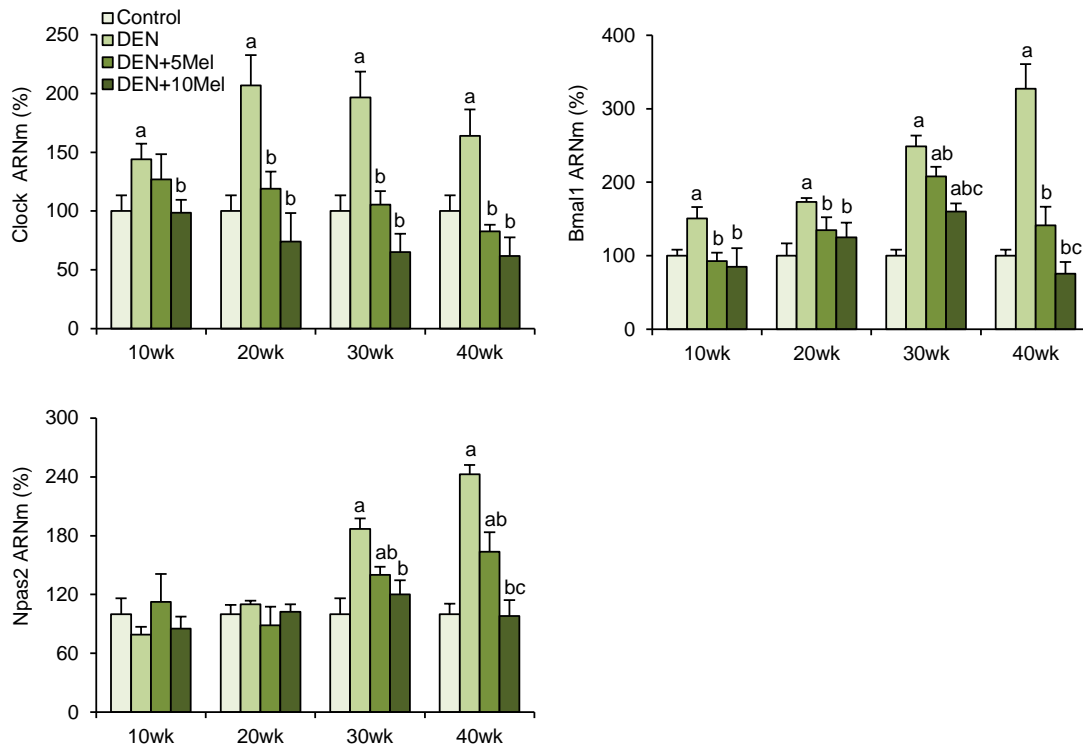 Control
DEN
DEN+5Mel
DEN+10Mel
Clock ARNm (%)
250
200
150
100
50
0
a
b
a
b
b
a
b
b
a
b
b
10wk
20wk
30wk
40wk
Bmal1 ARNm (%)
400
300
200
100
0
a
b
b
a
b
b
a
ab
abc
a
b
bc
10wk
20wk
30wk
40wk
Npas2 ARNm (%)
300
240
180
120
60
0
a
ab
b
a
ab
bc
10wk
20wk
30wk
40wk